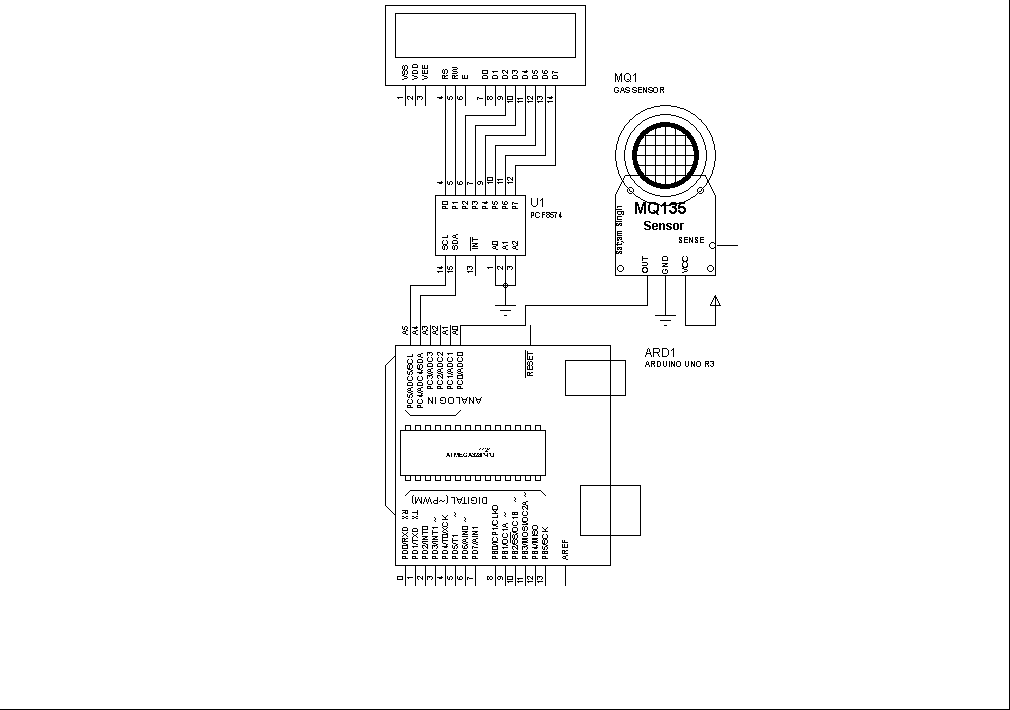 VSS VDD VEE RS RW E D0 D1 D2 D3 D4 D5 D6 D7
1 2 3 4 5 6 7 8 9 10 11 12 13 14
MQ1
GAS SENSOR
4 5 6 7 9 10 11 12
P0 P1 P2 P3 P4 P5 P6 P7
U1
PCF8574
SCL SDA INT A0 A1 A2
14 15 13 1 2 3
MQ135
Sensor
Satyam Singh
SENSE
OUT GND VCC
A5 A4 A3 A2 A1 A0
ARD1
ARDUINO UNO R3
PC5/ADC5/SCL
PC4/ADC4/SDA
PC3/ADC3
PC2/ADC2
PC1/ADC1
PC0/ADC0
RESET
ANALOG IN
DIGITAL (~PWM)
RX TX
PD0/RXD
PD1/TXD
PD2/INT0
PD3/INT1 ~
PD4/T0/XCK
PD5/T1 ~
PD6/AIN0 ~
PD7/AIN1
PB0/ICP1/CLKO
PB1/OC1A ~
PB2/SS/OC1B ~
PB3/MOSI/OC2A ~
PB4/MISO
PB5/SCK
AREF
0 1 2 3 4 5 6 7 8 9 10 11 12 13